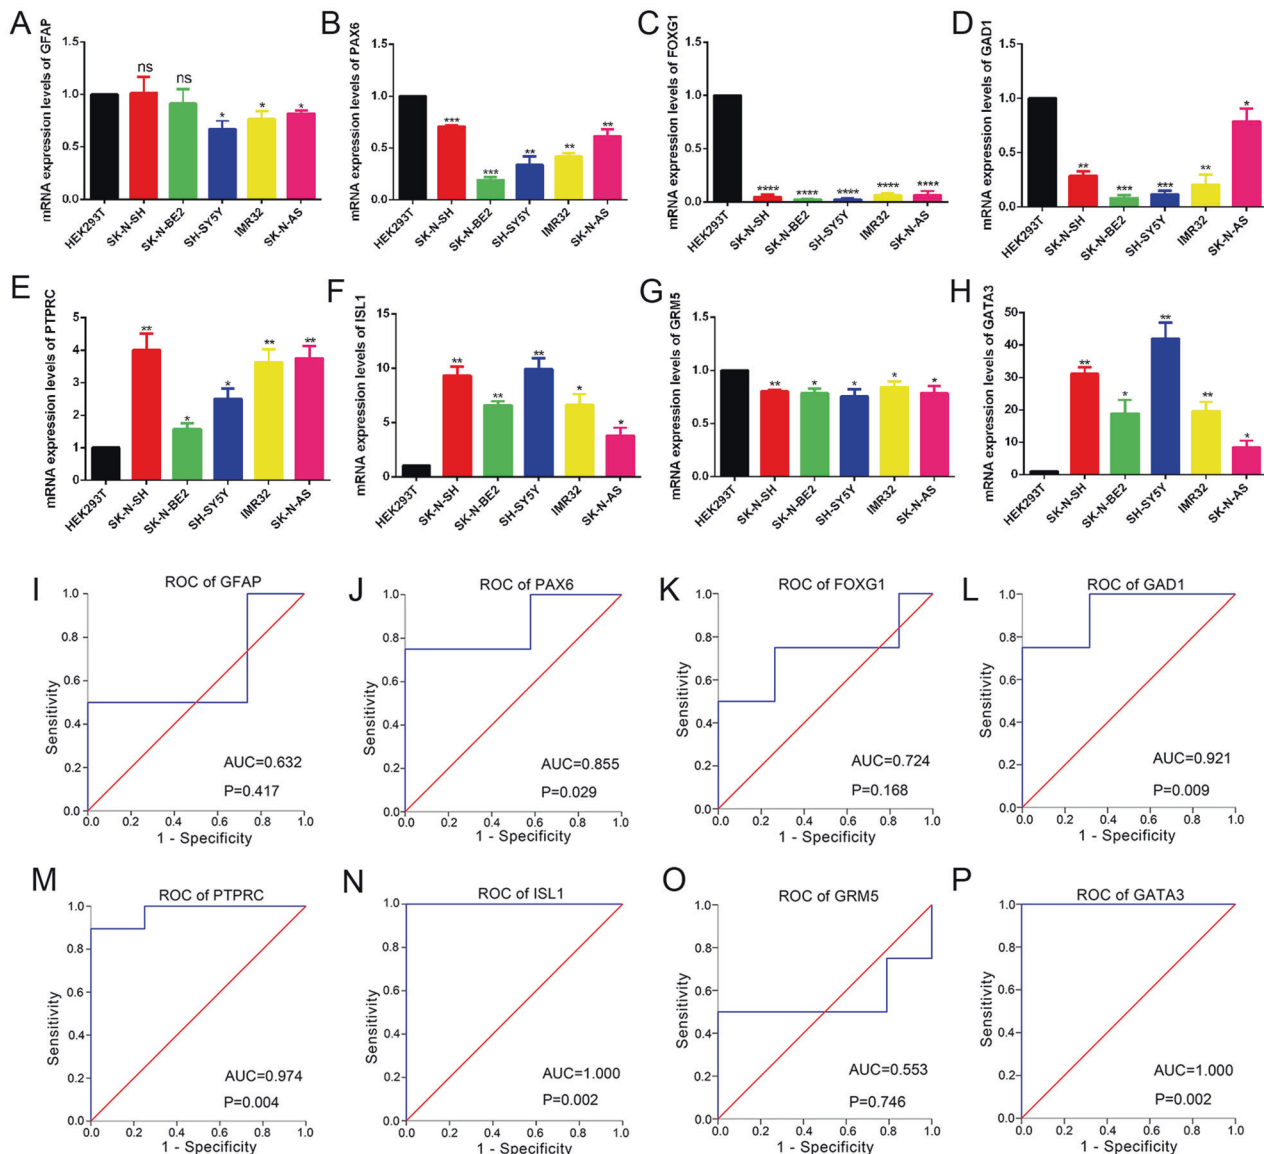 A
mRNA expression levels of GFAP
1.5
1.0
0.5
0.0
ns
ns
*
*
*
HEK293T
SK-N-SH
SK-N-BE2
SH-SY5Y
IMR32
SK-N-AS
B
mRNA expression levels of PAX6
1.5
1.0
0.5
0.0
***
***
**
**
**
HEK293T
SK-N-SH
SK-N-BE2
SH-SY5Y
IMR32
SK-N-AS
C
mRNA expression levels of FOXG1
1.5
1.0
0.5
0.0
****
****
****
****
****
HEK293T
SK-N-SH
SK-N-BE2
SH-SY5Y
IMR32
SK-N-AS
D
mRNA expression levels of GAD1
1.5
1.0
0.5
0.0
**
***
***
**
*
HEK293T
SK-N-SH
SK-N-BE2
SH-SY5Y
IMR32
SK-N-AS
E
mRNA expression levels of PTPRC
5
4
3
2
1
0
**
*
*
**
**
HEK293T
SK-N-SH
SK-N-BE2
SH-SY5Y
IMR32
SK-N-AS
F
mRNA expression levels of ISL1
15
10
5
0
**
**
**
*
*
HEK293T
SK-N-SH
SK-N-BE2
SH-SY5Y
IMR32
SK-N-AS
G
mRNA expression levels of GRM5
1.5
1.0
0.5
0.0
**
*
*
*
*
HEK293T
SK-N-SH
SK-N-BE2
SH-SY5Y
IMR32
SK-N-AS
H
mRNA expression levels of GATA3
50
40
30
20
10
0
**
*
**
**
*
HEK293T
SK-N-SH
SK-N-BE2
SH-SY5Y
IMR32
SK-N-AS
I
ROC of GFAP
Sensitivity
1.0
0.8
0.6
0.4
0.2
0.0
AUC=0.632
P=0.417
0.0 0.2 0.4 0.6 0.8 1.0
1 - Specificity
J
ROC of PAX6
Sensitivity
1.0
0.8
0.6
0.4
0.2
0.0
AUC=0.855
P=0.029
0.0 0.2 0.4 0.6 0.8 1.0
1 - Specificity
K
ROC of FOXG1
Sensitivity
1.0
0.8
0.6
0.4
0.2
0.0
AUC=0.724
P=0.168
0.0 0.2 0.4 0.6 0.8 1.0
1 - Specificity
L
ROC of GAD1
Sensitivity
1.0
0.8
0.6
0.4
0.2
0.0
AUC=0.921
P=0.009
0.0 0.2 0.4 0.6 0.8 1.0
1 - Specificity
M
ROC of PTPRC
Sensitivity
1.0
0.8
0.6
0.4
0.2
0.0
AUC=0.974
P=0.004
0.0 0.2 0.4 0.6 0.8 1.0
1 - Specificity
N
ROC of ISL1
Sensitivity
1.0
0.8
0.6
0.4
0.2
0.0
AUC=1.000
P=0.002
0.0 0.2 0.4 0.6 0.8 1.0
1 - Specificity
O
ROC of GRM5
Sensitivity
1.0
0.8
0.6
0.4
0.2
0.0
AUC=0.553
P=0.746
0.0 0.2 0.4 0.6 0.8 1.0
1 - Specificity
P
ROC of GATA3
Sensitivity
1.0
0.8
0.6
0.4
0.2
0.0
AUC=1.000
P=0.002
0.0 0.2 0.4 0.6 0.8 1.0
1 - Specificity